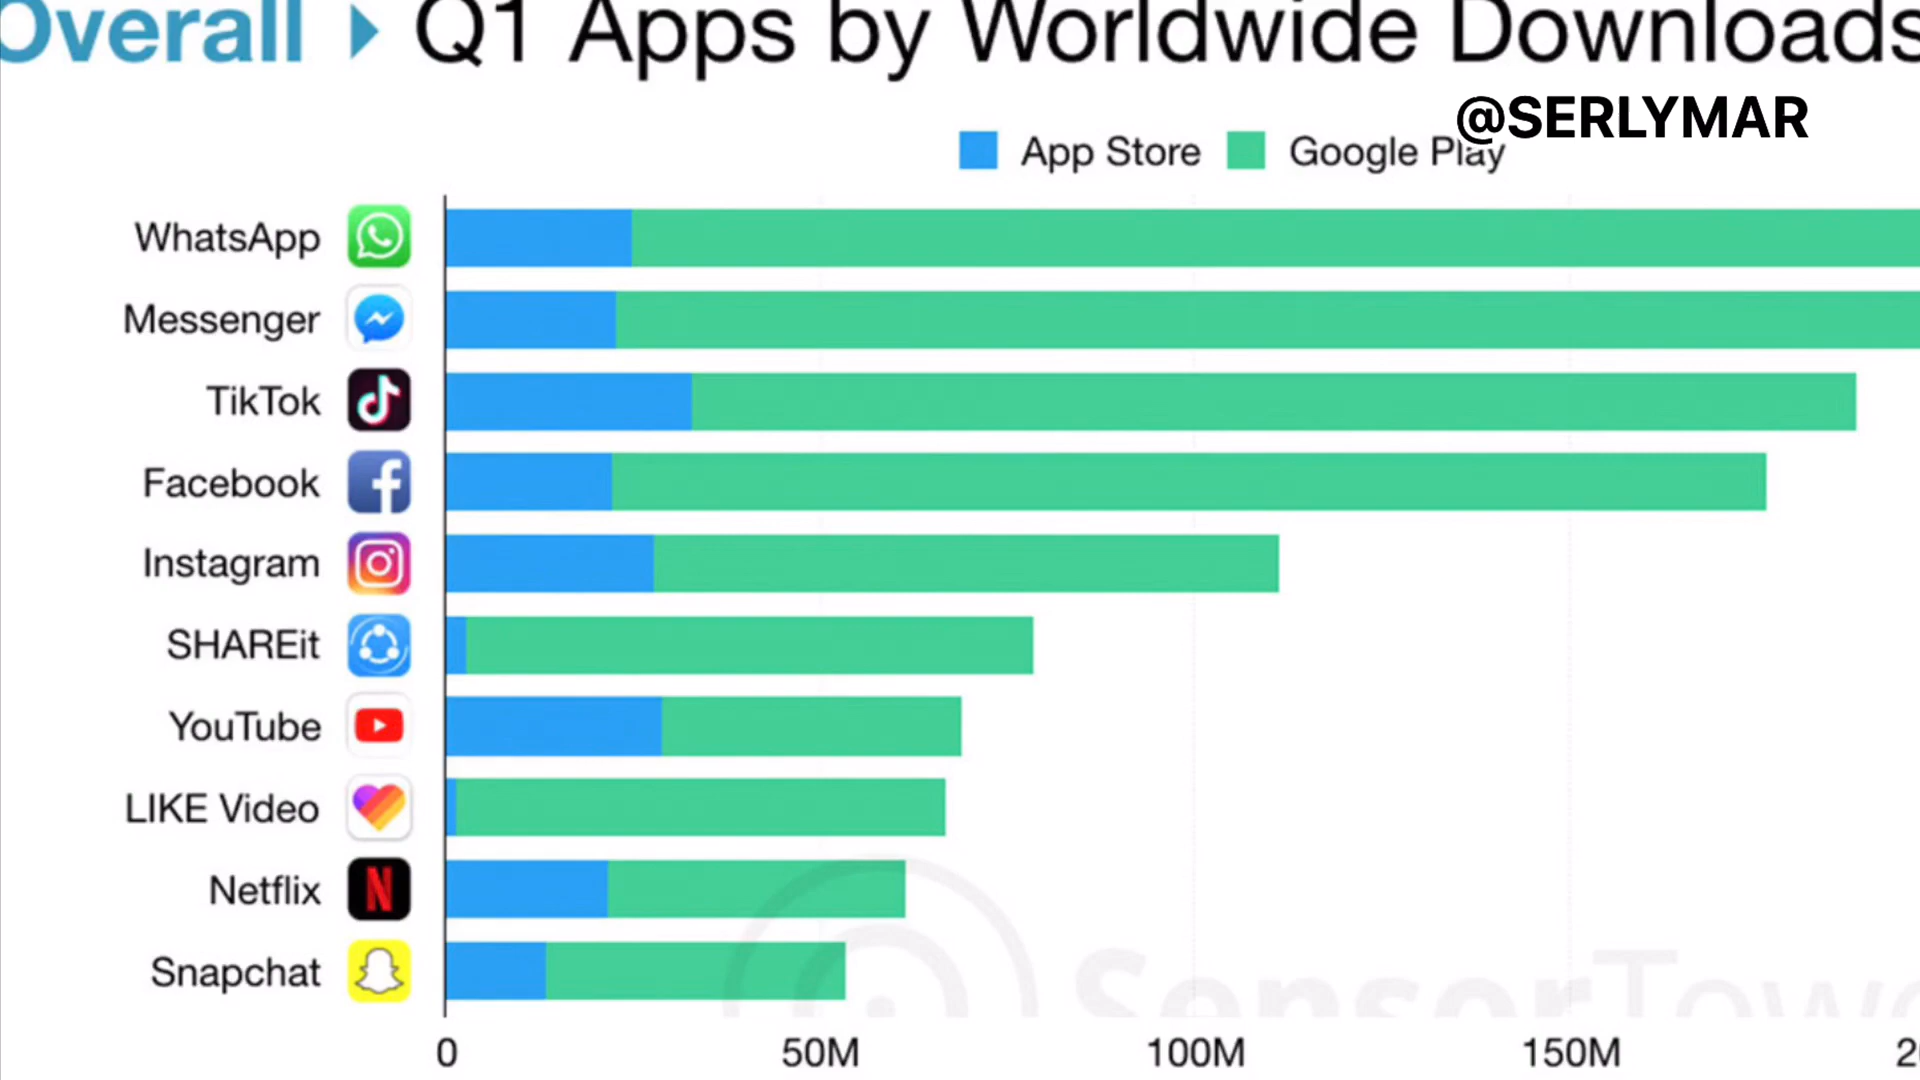 Overall Q1 Apps by Worldwide Downloads
@SERLYMAR
App Store Google Play
WhatsApp
Messenger
TikTok
Facebook
Instagram
SHAREit
YouTube
LIKE Video
Netflix
Snapchat
SensorTowe
0 50M 100M 150M